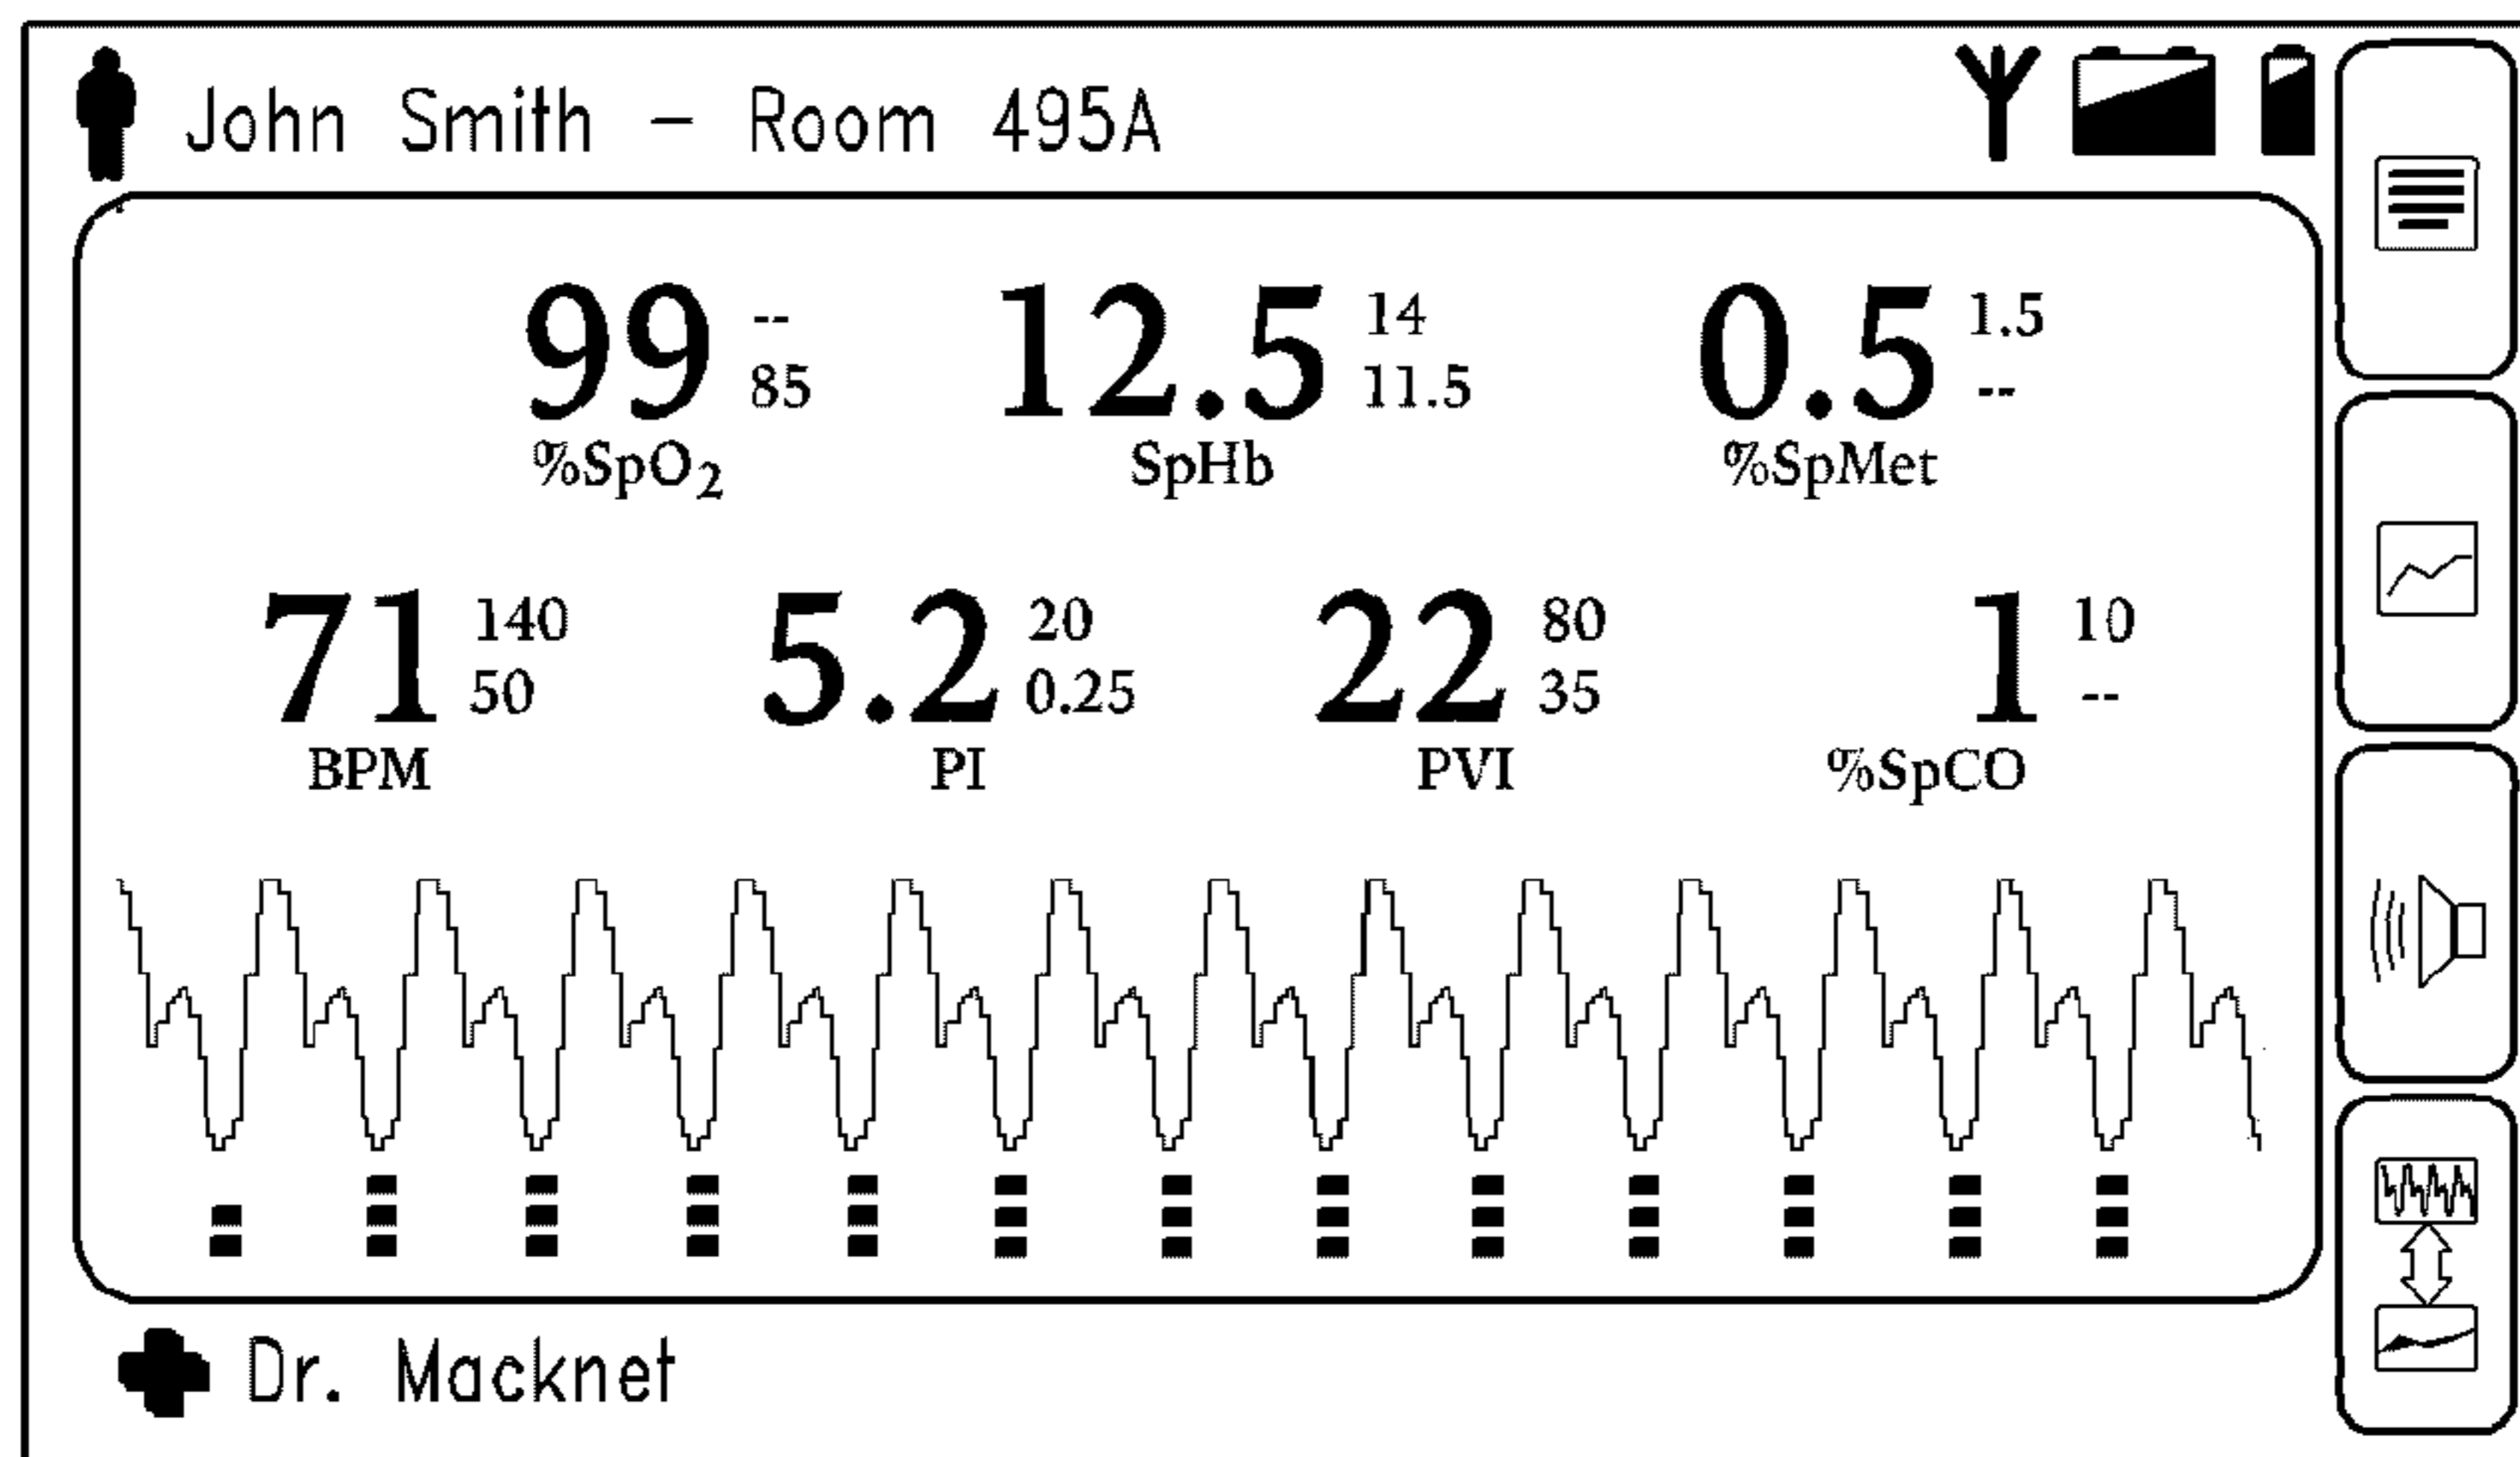 John Smith - Room 495A
99 -- 85 %SpO₂
12.5 14 11.5 SpHb
0.5 1.5 -- %SpMet
71 140 50 BPM
5.2 20 0.25 PI
22 80 35 PVI
1 10 -- %SpCO
Dr. Macknet